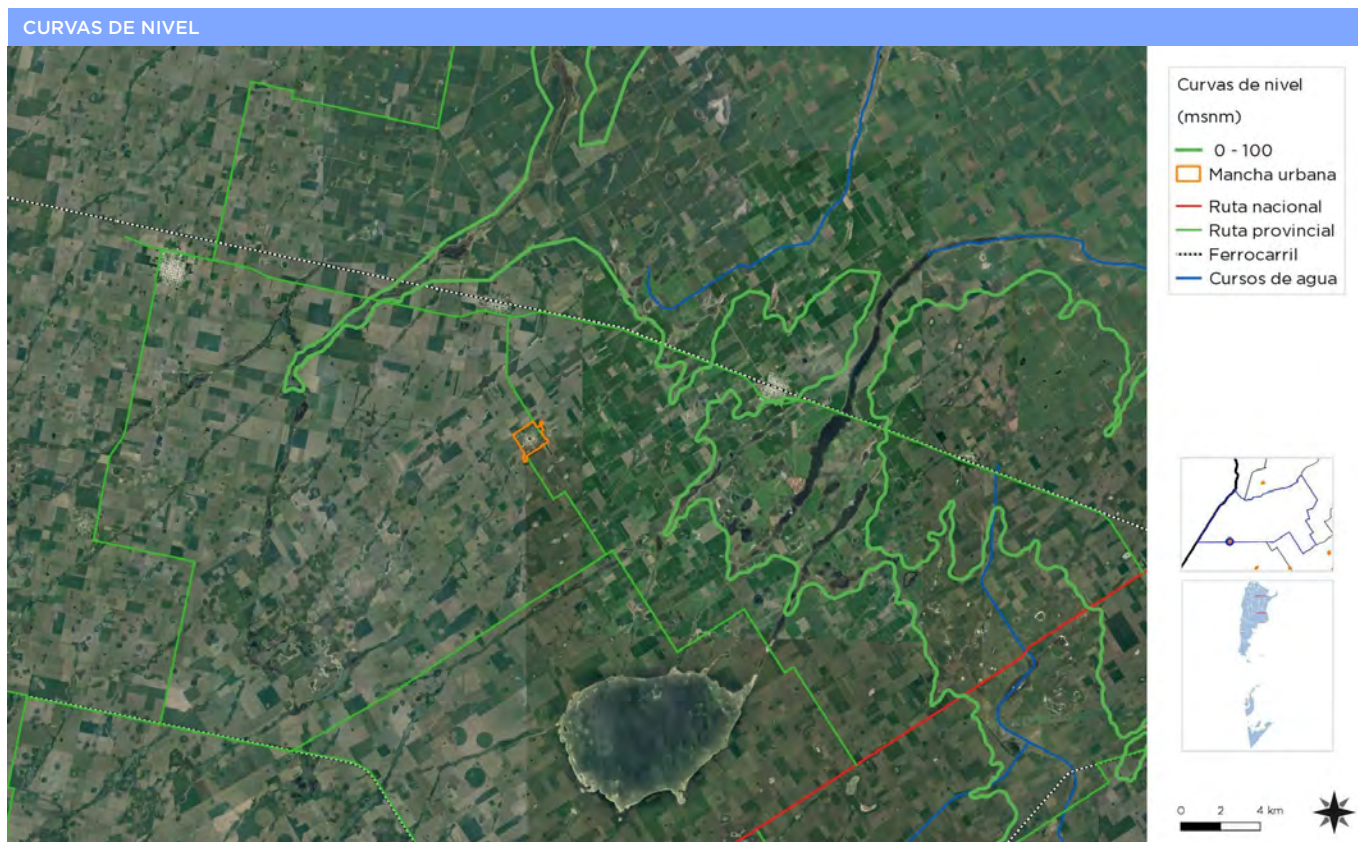 CURVAS DE NIVEL
Curvas de nivel
(msnm)
0 - 100
Mancha urbana
Ruta nacional
Ruta provincial
Ferrocarril
Cursos de agua
0 2 4 km